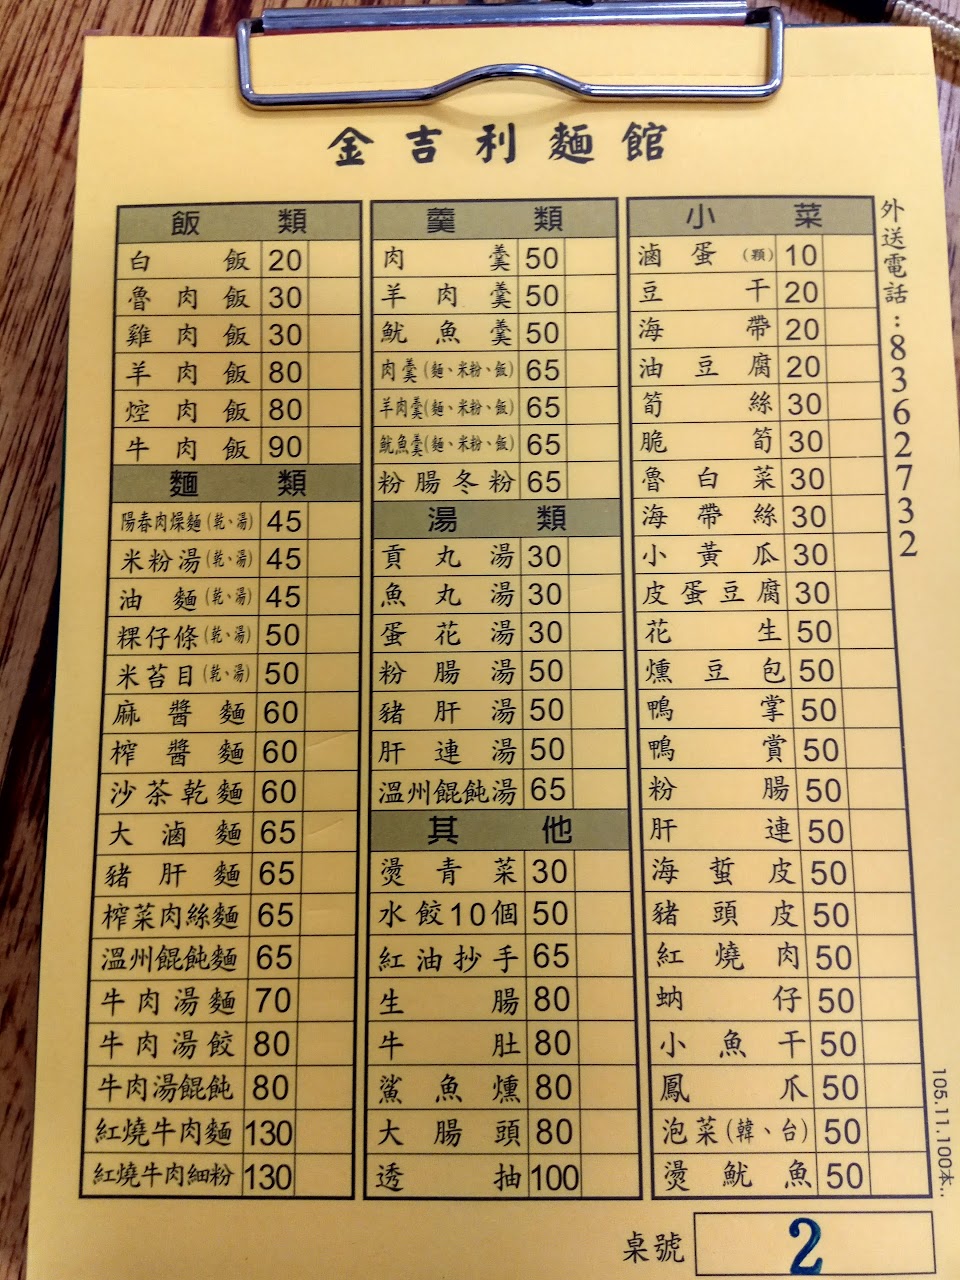 金吉利麵館
飯類
白飯 20
魯肉飯 30
雞肉飯 30
羊肉飯 80
焢肉飯 80
牛肉飯 90
麵類
陽春肉燥麵(乾、湯) 45
米粉湯(乾、湯) 45
油麵(乾、湯) 45
粿仔條(乾、湯) 50
米苔目(乾、湯) 50
麻醬麵 60
榨醬麵 60
沙茶乾麵 60
大滷麵 65
豬肝麵 65
榨菜肉絲麵 65
溫州餛飩麵 65
牛肉湯麵 70
牛肉湯餃 80
牛肉湯餛飩 80
紅燒牛肉麵 130
紅燒牛肉細粉 130
羹類
肉羹 50
羊肉羹 50
魷魚羹 50
肉羹(麵、米粉、飯) 65
羊肉羹(麵、米粉、飯) 65
魷魚羹(麵、米粉、飯) 65
粉腸冬粉 65
湯類
貢丸湯 30
魚丸湯 30
蛋花湯 30
粉腸湯 50
豬肝湯 50
肝連湯 50
溫州餛飩湯 65
其他
燙青菜 30
水餃10個 50
紅油抄手 65
生腸 80
牛肚 80
鯊魚燻 80
大腸頭 80
透抽 100
小菜
滷蛋(顆) 10
豆干 20
海帶 20
油豆腐 20
筍絲 30
脆筍 30
魯白菜 30
海帶絲 30
小黃瓜 30
皮蛋豆腐 30
花生 50
燻豆包 50
鴨掌 50
鴨賞 50
粉腸 50
肝連 50
海蜇皮 50
豬頭皮 50
紅燒肉 50
蚋仔 50
小魚干 50
鳳爪 50
泡菜(韓、台) 50
燙魷魚 50
外送電話:8362732
105.11.100本..
桌號 2